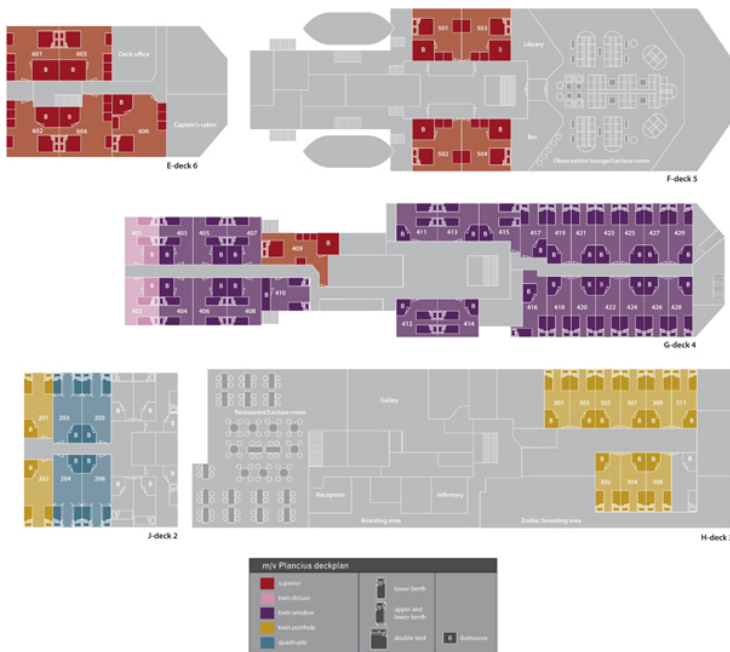 601 603
Deck office
B B
B
B B
602 604 606
Captain's cabin
E-deck 6
501 503
B B
Library
B B
Bar
502 504
Observation lounge/Lecture room
F-deck 5
401 403 405 407
409
B
411 413 415 417 419 421 423 425 427 429
402 404 406 408
B
410
412 414 416 418 420 422 424 426 428
G-deck 4
201 203 205
B B B
B B B
202 204 206
J-deck 2
Restaurant/Lecture room
Galley
Reception
Infirmary
Boarding area
Zodiac boarding area
301 303 305 307 309 311
B B B B B B
B B B B
302 304 306
H-deck
m/v Plancius deckplan
superior
twin deluxe
twin window
twin porthole
quadruple
lower berth
upper and
lower berth
double bed
B Bathroom